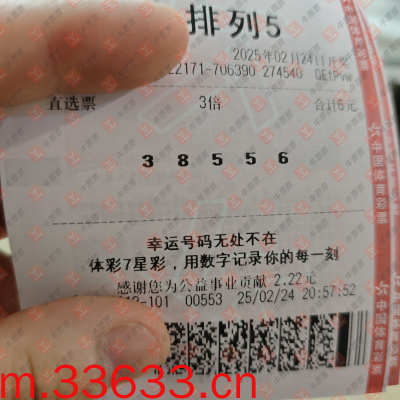 排列5
2025年02月24日开奖
2171-706390 274540
直选票 3倍 合计6元
3 8 5 5 6
幸运号码无处不在
体彩7星彩，用数字记录你的每一刻
感谢您为公益事业贡献 2.22元
-101 00553 25/02/24 20:57:52
中国体育彩票
m.33633.cn